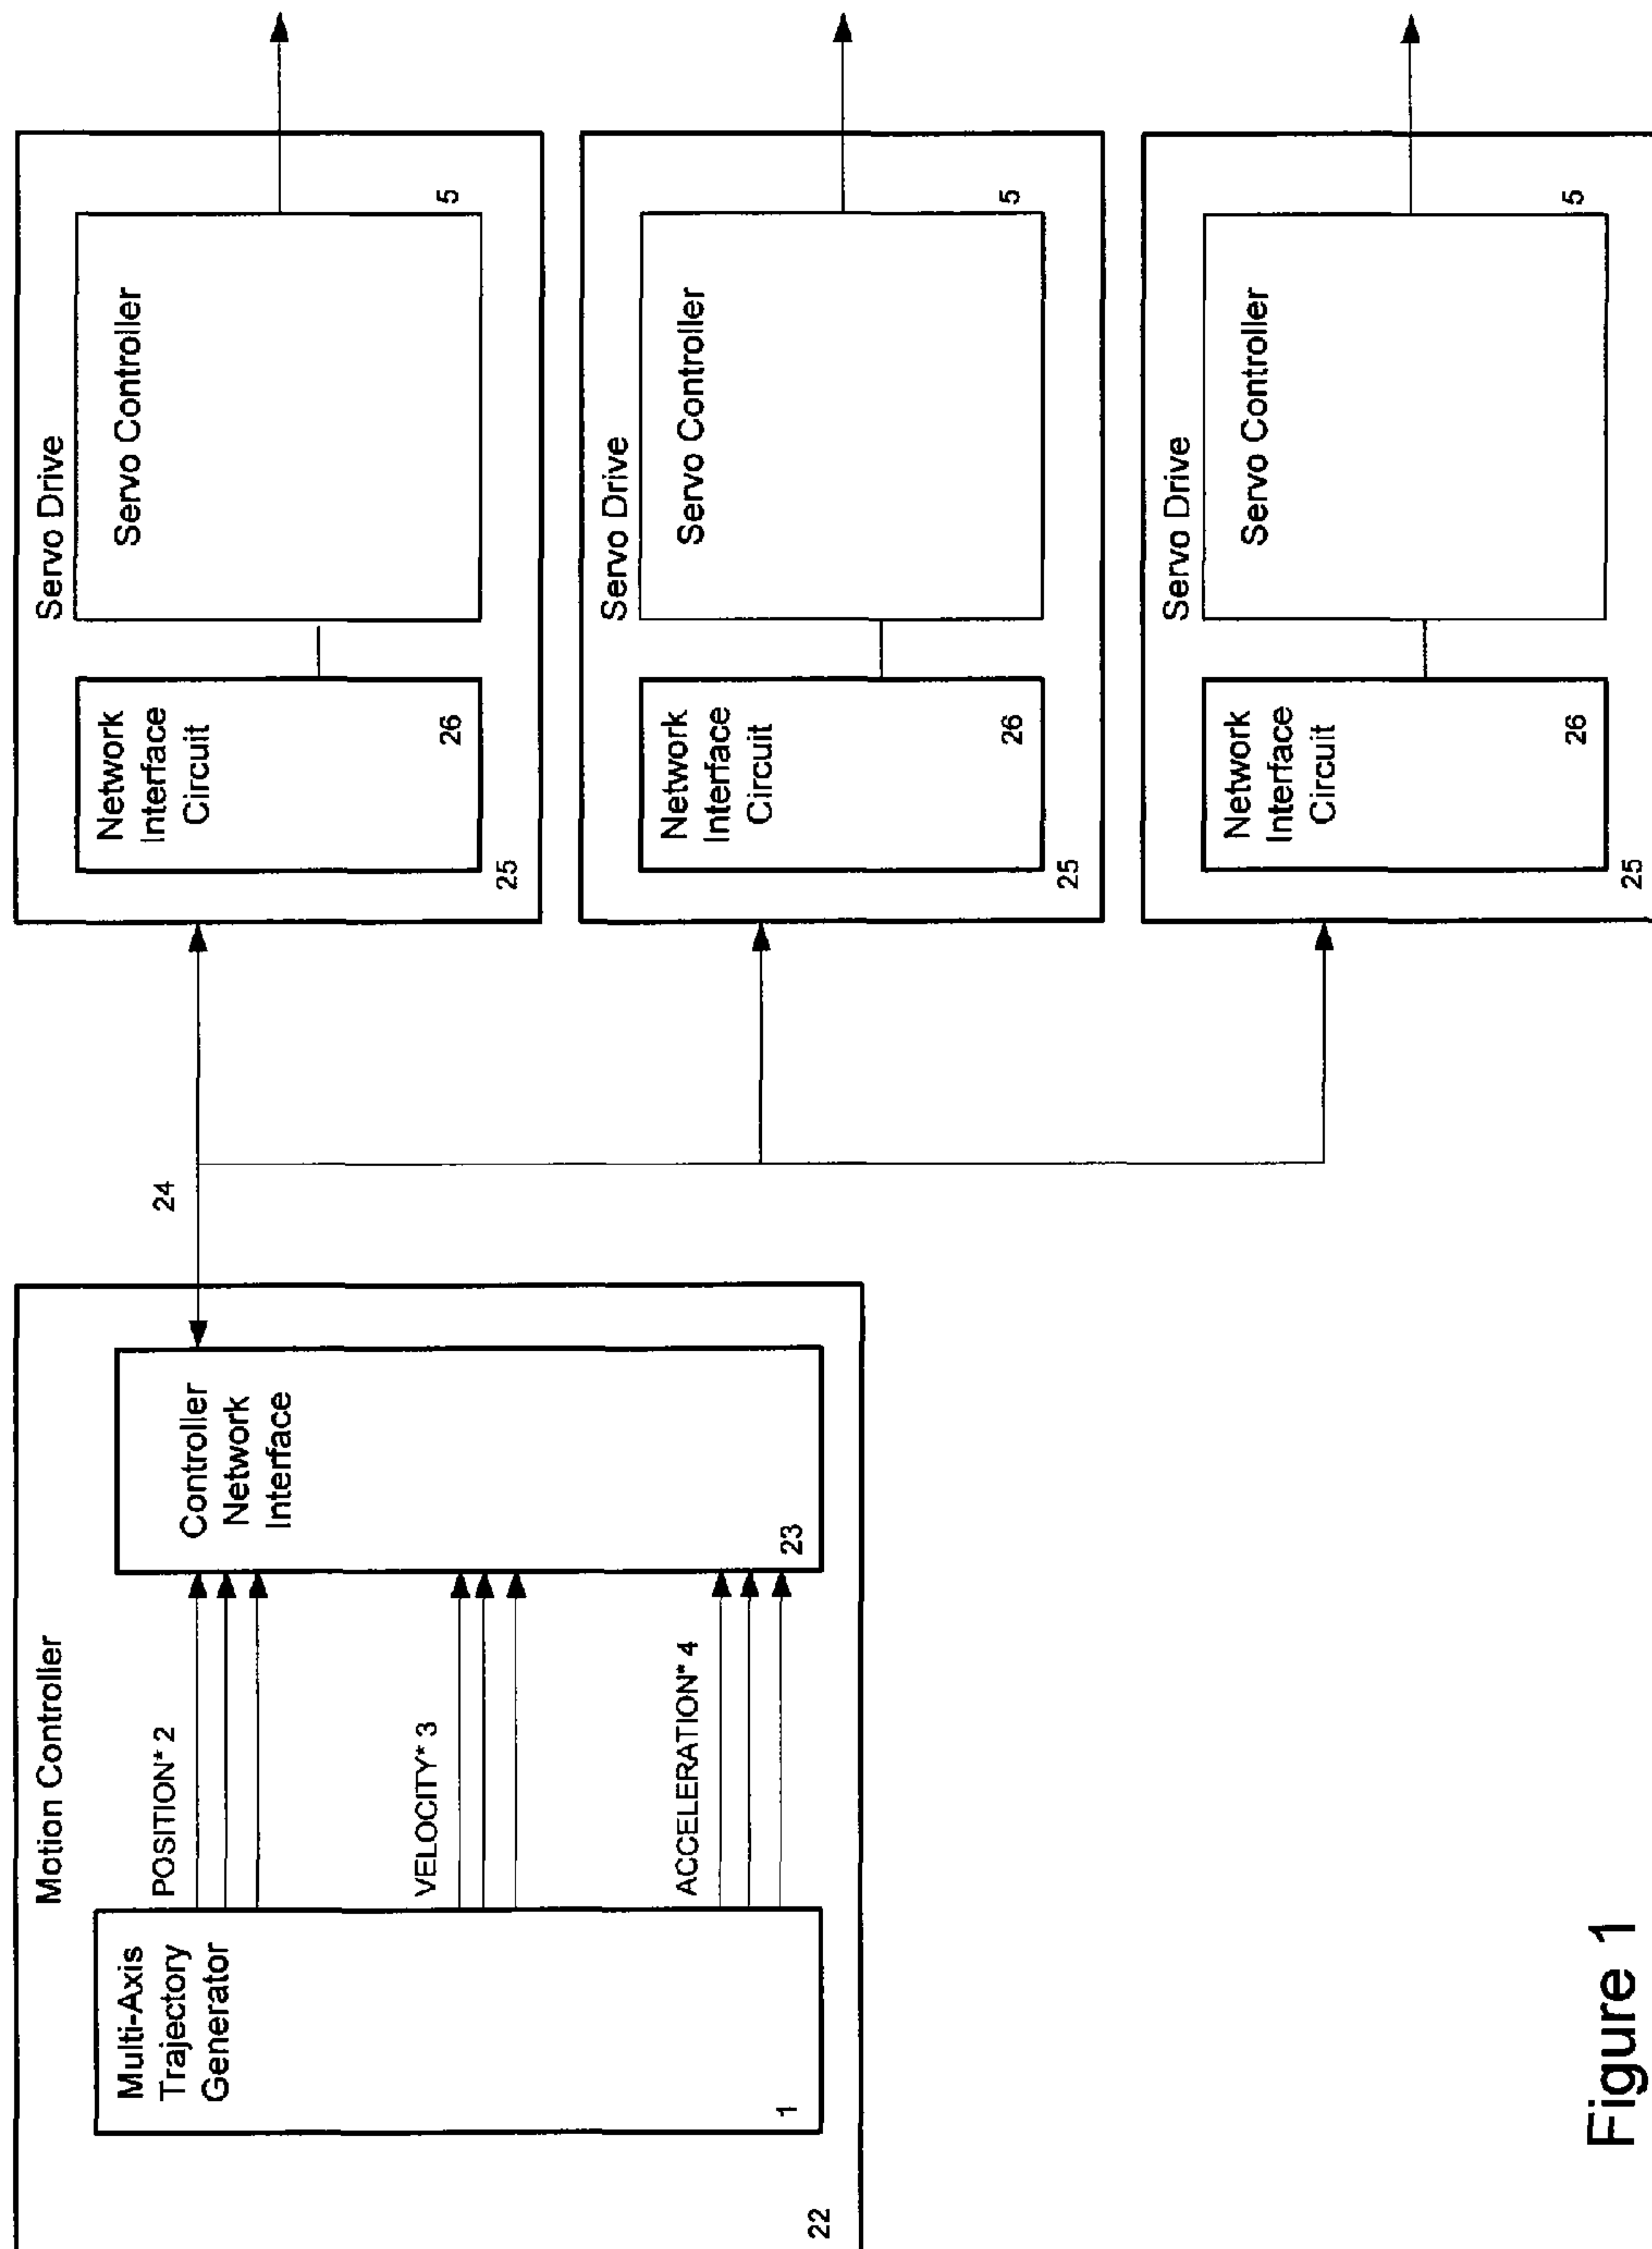 Motion Controller
Multi-Axis
Trajectory
Generator
1
POSITION* 2
VELOCITY* 3
ACCELERATION* 4
Controller
Network
Interface
23
22
24
Servo Drive
Network
Interface
Circuit
26
Servo Controller
5
25
Servo Drive
Network
Interface
Circuit
26
Servo Controller
5
25
Servo Drive
Network
Interface
Circuit
26
Servo Controller
5
25
Figure 1